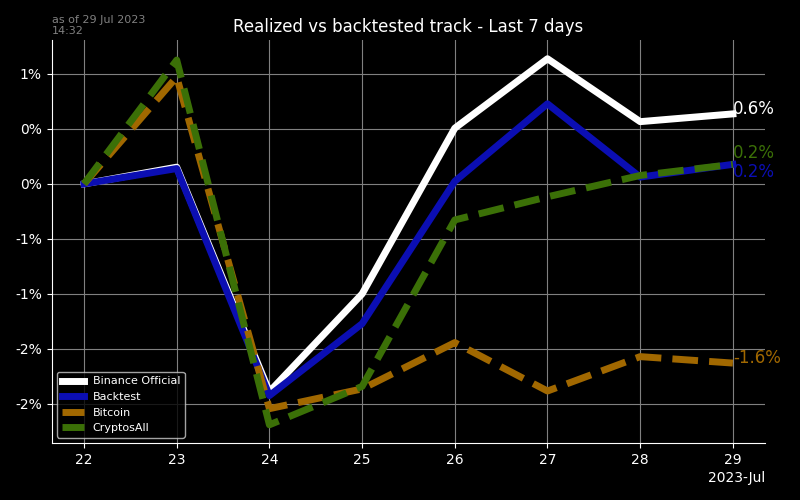 as of 29 Jul 2023
14:32
Realized vs backtested track - Last 7 days
1%
0%
0%
-1%
-1%
-2%
-2%
0.6%
0.2%
0.2%
-1.6%
Binance Official
Backtest
Bitcoin
CryptosAll
22 23 24 25 26 27 28 29
2023-Jul